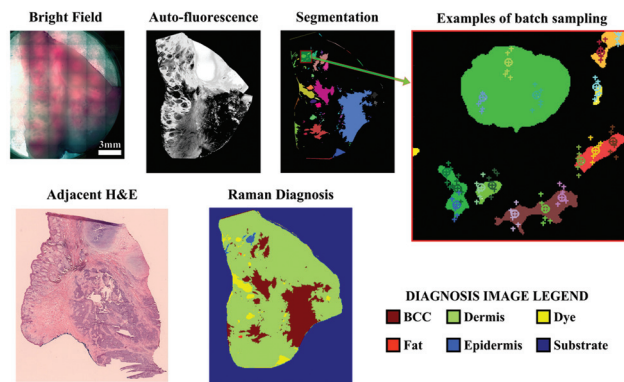 Bright Field
Auto-fluorescence
Segmentation
Examples of batch sampling
3mm
Adjacent H&E
Raman Diagnosis
DIAGNOSIS IMAGE LEGEND
BCC
Dermis
Dye
Fat
Epidermis
Substrate